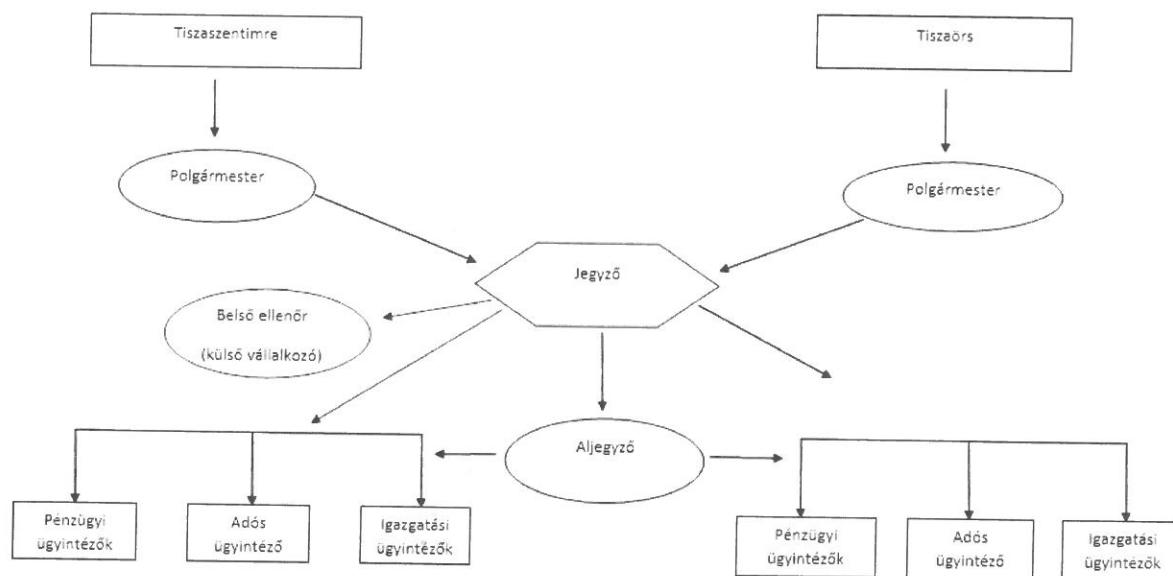 Tiszaszentimre
Tiszaörs
Polgármester
Polgármester
Jegyző
Belső ellenőr
(külső vállalkozó)
Aljegyző
Pénzügyi
ügyintézők
Adós
ügyintéző
Igazgatási
ügyintézők
Pénzügyi
ügyintézők
Adós
ügyintéző
Igazgatási
ügyintézők